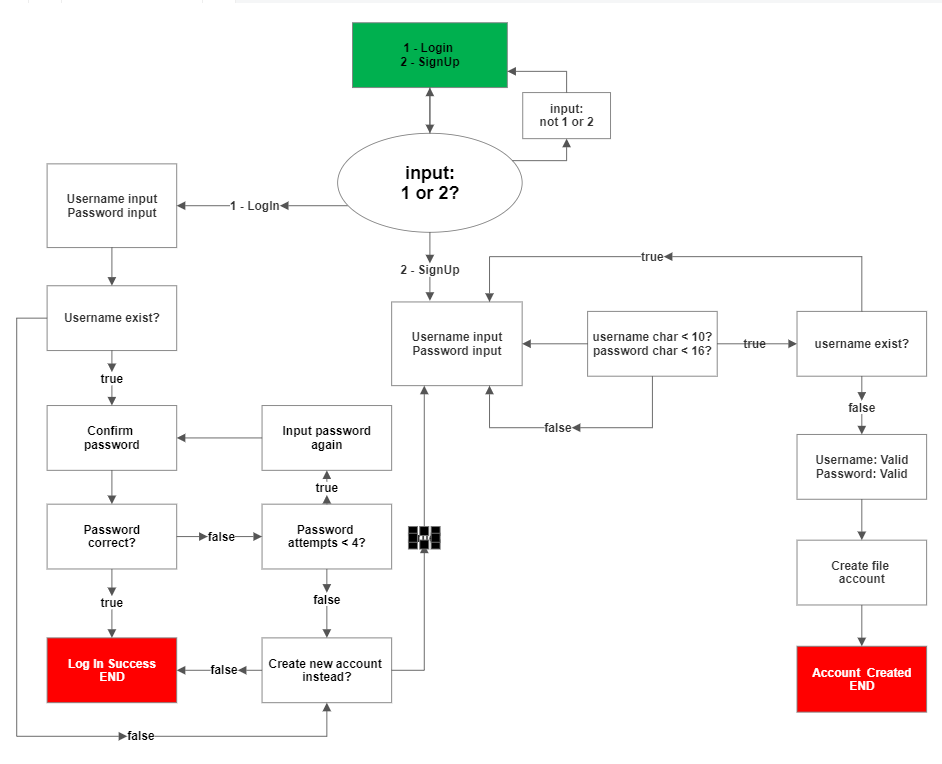 1 - Login
2 - SignUp
input:
not 1 or 2
input:
1 or 2?
Username input
Password input
1 - LogIn
2 - SignUp
true
Username exist?
Username input
Password input
username char < 10?
password char < 16?
true
username exist?
true
false
false
Confirm
password
Input password
again
Username: Valid
Password: Valid
true
Password
correct?
false
Password
attempts < 4?
Create file
account
true
false
Log In Success
END
false
Create new account
instead?
Account Created
END
false